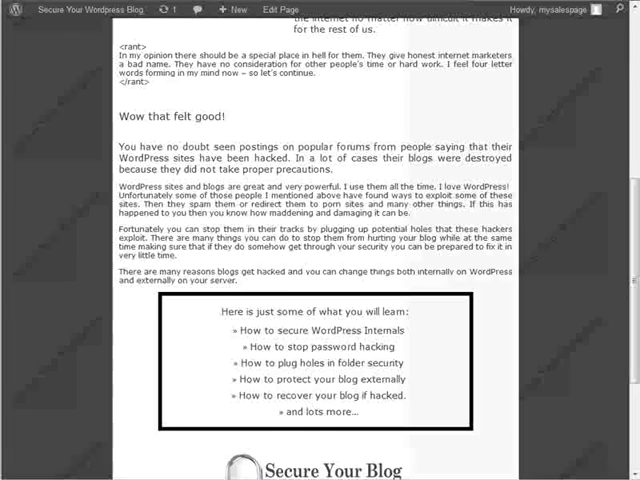 Secure Your WordPress Blog 1 + New Edit Page Howdy, mysalespage
the internet no matter how difficult it makes it
for the rest of us.
<rant>
In my opinion there should be a special place in hell for them. They give honest internet marketers
a bad name. They have no consideration for other people's time or hard work. I feel four letter
words forming in my mind now – so let's continue.
</rant>
Wow that felt good!
You have no doubt seen postings on popular forums from people saying that their
WordPress sites have been hacked. In a lot of cases their blogs were destroyed
because they did not take proper precautions.
WordPress sites and blogs are great and very powerful. I use them all the time. I love WordPress!
Unfortunately some of those people I mentioned above have found ways to exploit some of these
sites. Then they spam them or redirect them to porn sites and many other things. If this has
happened to you then you know how maddening and damaging it can be.
Fortunately you can stop them in their tracks by plugging up potential holes that these hackers
exploit. There are many things you can do to stop them from hurting your blog while at the same
time making sure that if they do somehow get through your security you can be prepared to fix it in
very little time.
There are many reasons blogs get hacked and you can change things both internally on WordPress
and externally on your server.
Here is just some of what you will learn:
» How to secure WordPress Internals
» How to stop password hacking
» How to plug holes in folder security
» How to protect your blog externally
» How to recover your blog if hacked.
» and lots more...
Secure Your Blog